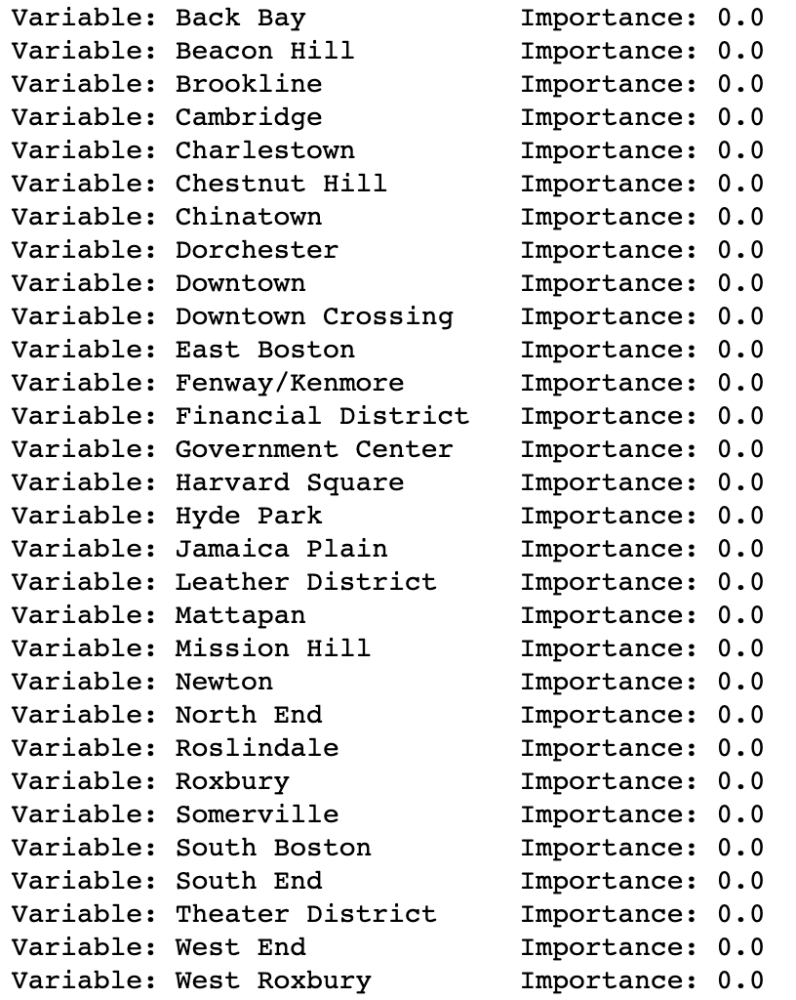 Variable: Back Bay Importance: 0.0
Variable: Beacon Hill Importance: 0.0
Variable: Brookline Importance: 0.0
Variable: Cambridge Importance: 0.0
Variable: Charlestown Importance: 0.0
Variable: Chestnut Hill Importance: 0.0
Variable: Chinatown Importance: 0.0
Variable: Dorchester Importance: 0.0
Variable: Downtown Importance: 0.0
Variable: Downtown Crossing Importance: 0.0
Variable: East Boston Importance: 0.0
Variable: Fenway/Kenmore Importance: 0.0
Variable: Financial District Importance: 0.0
Variable: Government Center Importance: 0.0
Variable: Harvard Square Importance: 0.0
Variable: Hyde Park Importance: 0.0
Variable: Jamaica Plain Importance: 0.0
Variable: Leather District Importance: 0.0
Variable: Mattapan Importance: 0.0
Variable: Mission Hill Importance: 0.0
Variable: Newton Importance: 0.0
Variable: North End Importance: 0.0
Variable: Roslindale Importance: 0.0
Variable: Roxbury Importance: 0.0
Variable: Somerville Importance: 0.0
Variable: South Boston Importance: 0.0
Variable: South End Importance: 0.0
Variable: Theater District Importance: 0.0
Variable: West End Importance: 0.0
Variable: West Roxbury Importance: 0.0